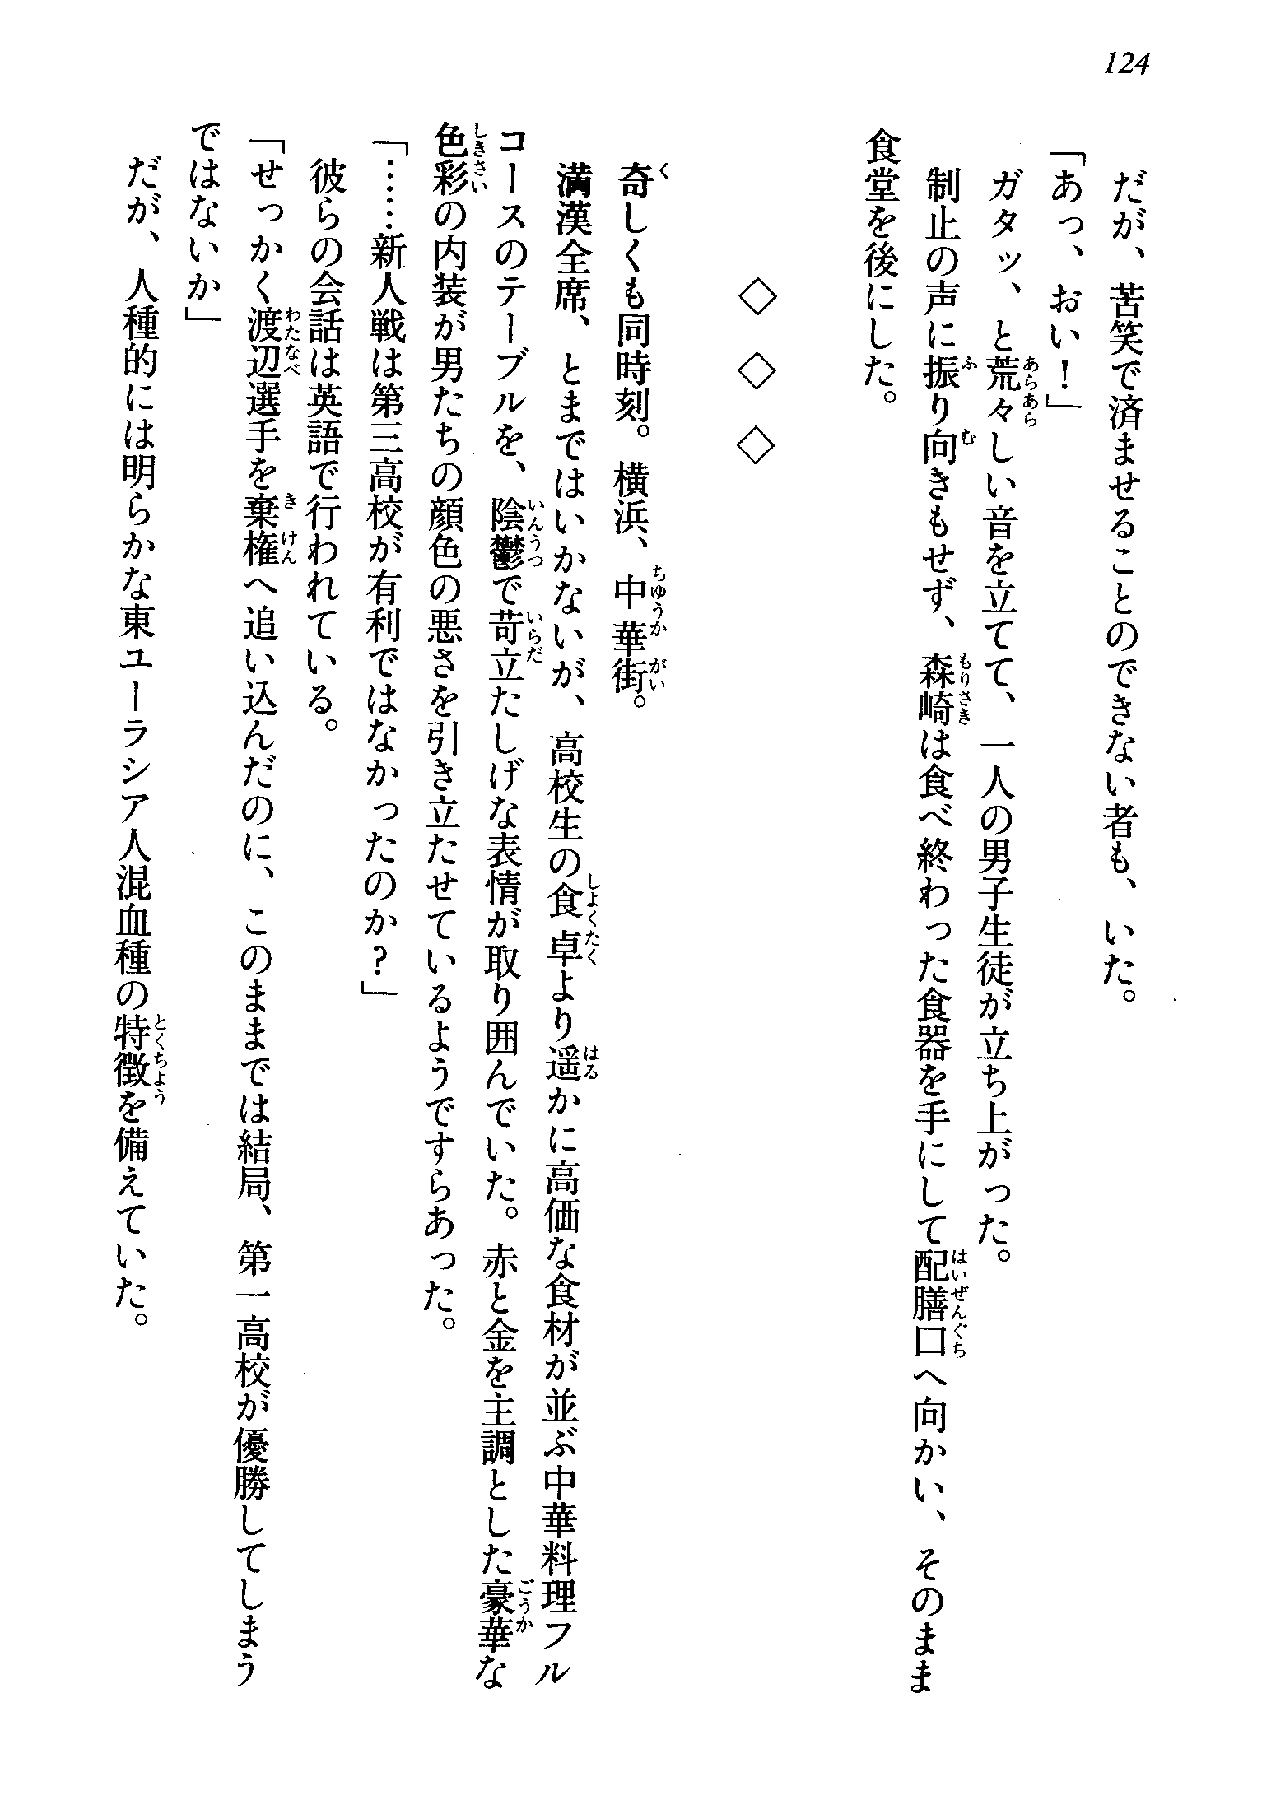 124
だが、苦笑で済ませることのできない者も、いた。
「あっ、おい！」
ガタッ、と荒々しい音を立てて、一人の男子生徒が立ち上がった。
制止の声に振り向きもせず、森崎は食べ終わった食器を手にして配膳口へ向かい、そのまま
食堂を後にした。
◇　◇　◇
奇しくも同時刻。横浜、中華街。
満漢全席、とまではいかないが、高校生の食卓より遥かに高価な食材が並ぶ中華料理フル
コースのテーブルを、陰鬱で苛立たしげな表情が取り囲んでいた。赤と金を主調とした豪華な
色彩の内装が男たちの顔色の悪さを引き立たせているようですらあった。
「……新人戦は第三高校が有利ではなかったのか？」
彼らの会話は英語で行われている。
「せっかく渡辺選手を棄権へ追い込んだのに、このままでは結局、第一高校が優勝してしまう
ではないか」
だが、人種的には明らかな東ユーラシア人混血種の特徴を備えていた。